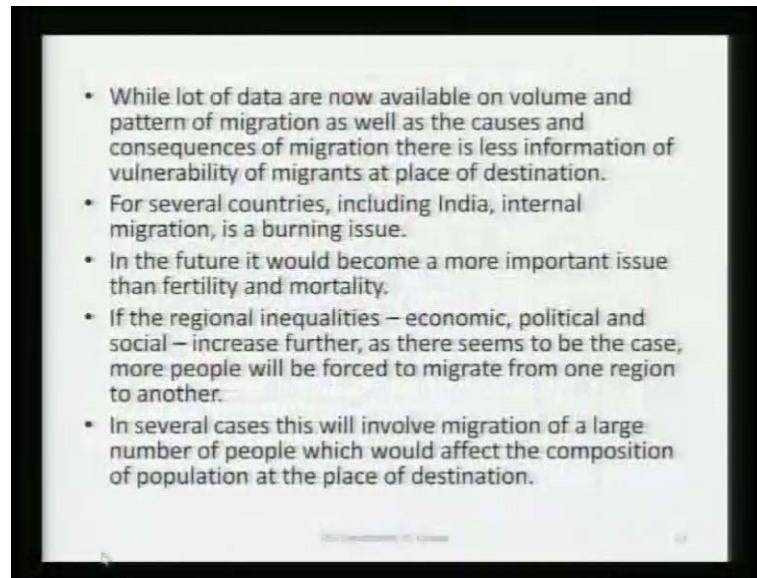 • While lot of data are now available on volume and
pattern of migration as well as the causes and
consequences of migration there is less information of
vulnerability of migrants at place of destination.
• For several countries, including India, internal
migration, is a burning issue.
• In the future it would become a more important issue
than fertility and mortality.
• If the regional inequalities – economic, political and
social – increase further, as there seems to be the case,
more people will be forced to migrate from one region
to another.
• In several cases this will involve migration of a large
number of people which would affect the composition
of population at the place of destination.